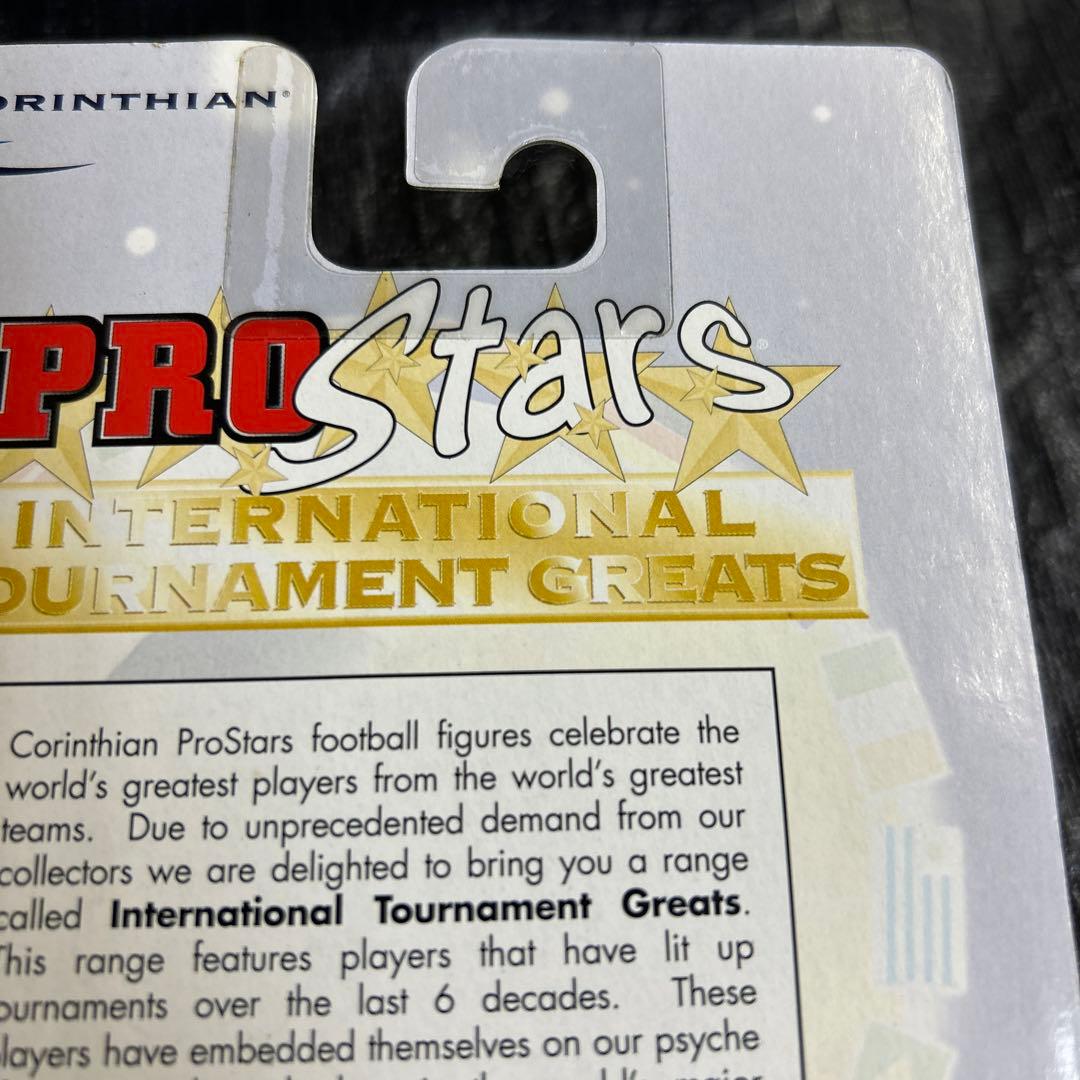 ORINTHIAN®
PROStars®
INTERNATIONAL
OURNAMENT GREATS
Corinthian ProStars football figures celebrate the
world's greatest players from the world's greatest
teams. Due to unprecedented demand from our
collectors we are delighted to bring you a range
called International Tournament Greats.
This range features players that have lit up
ournaments over the last 6 decades. These
players have embedded themselves on our psyche